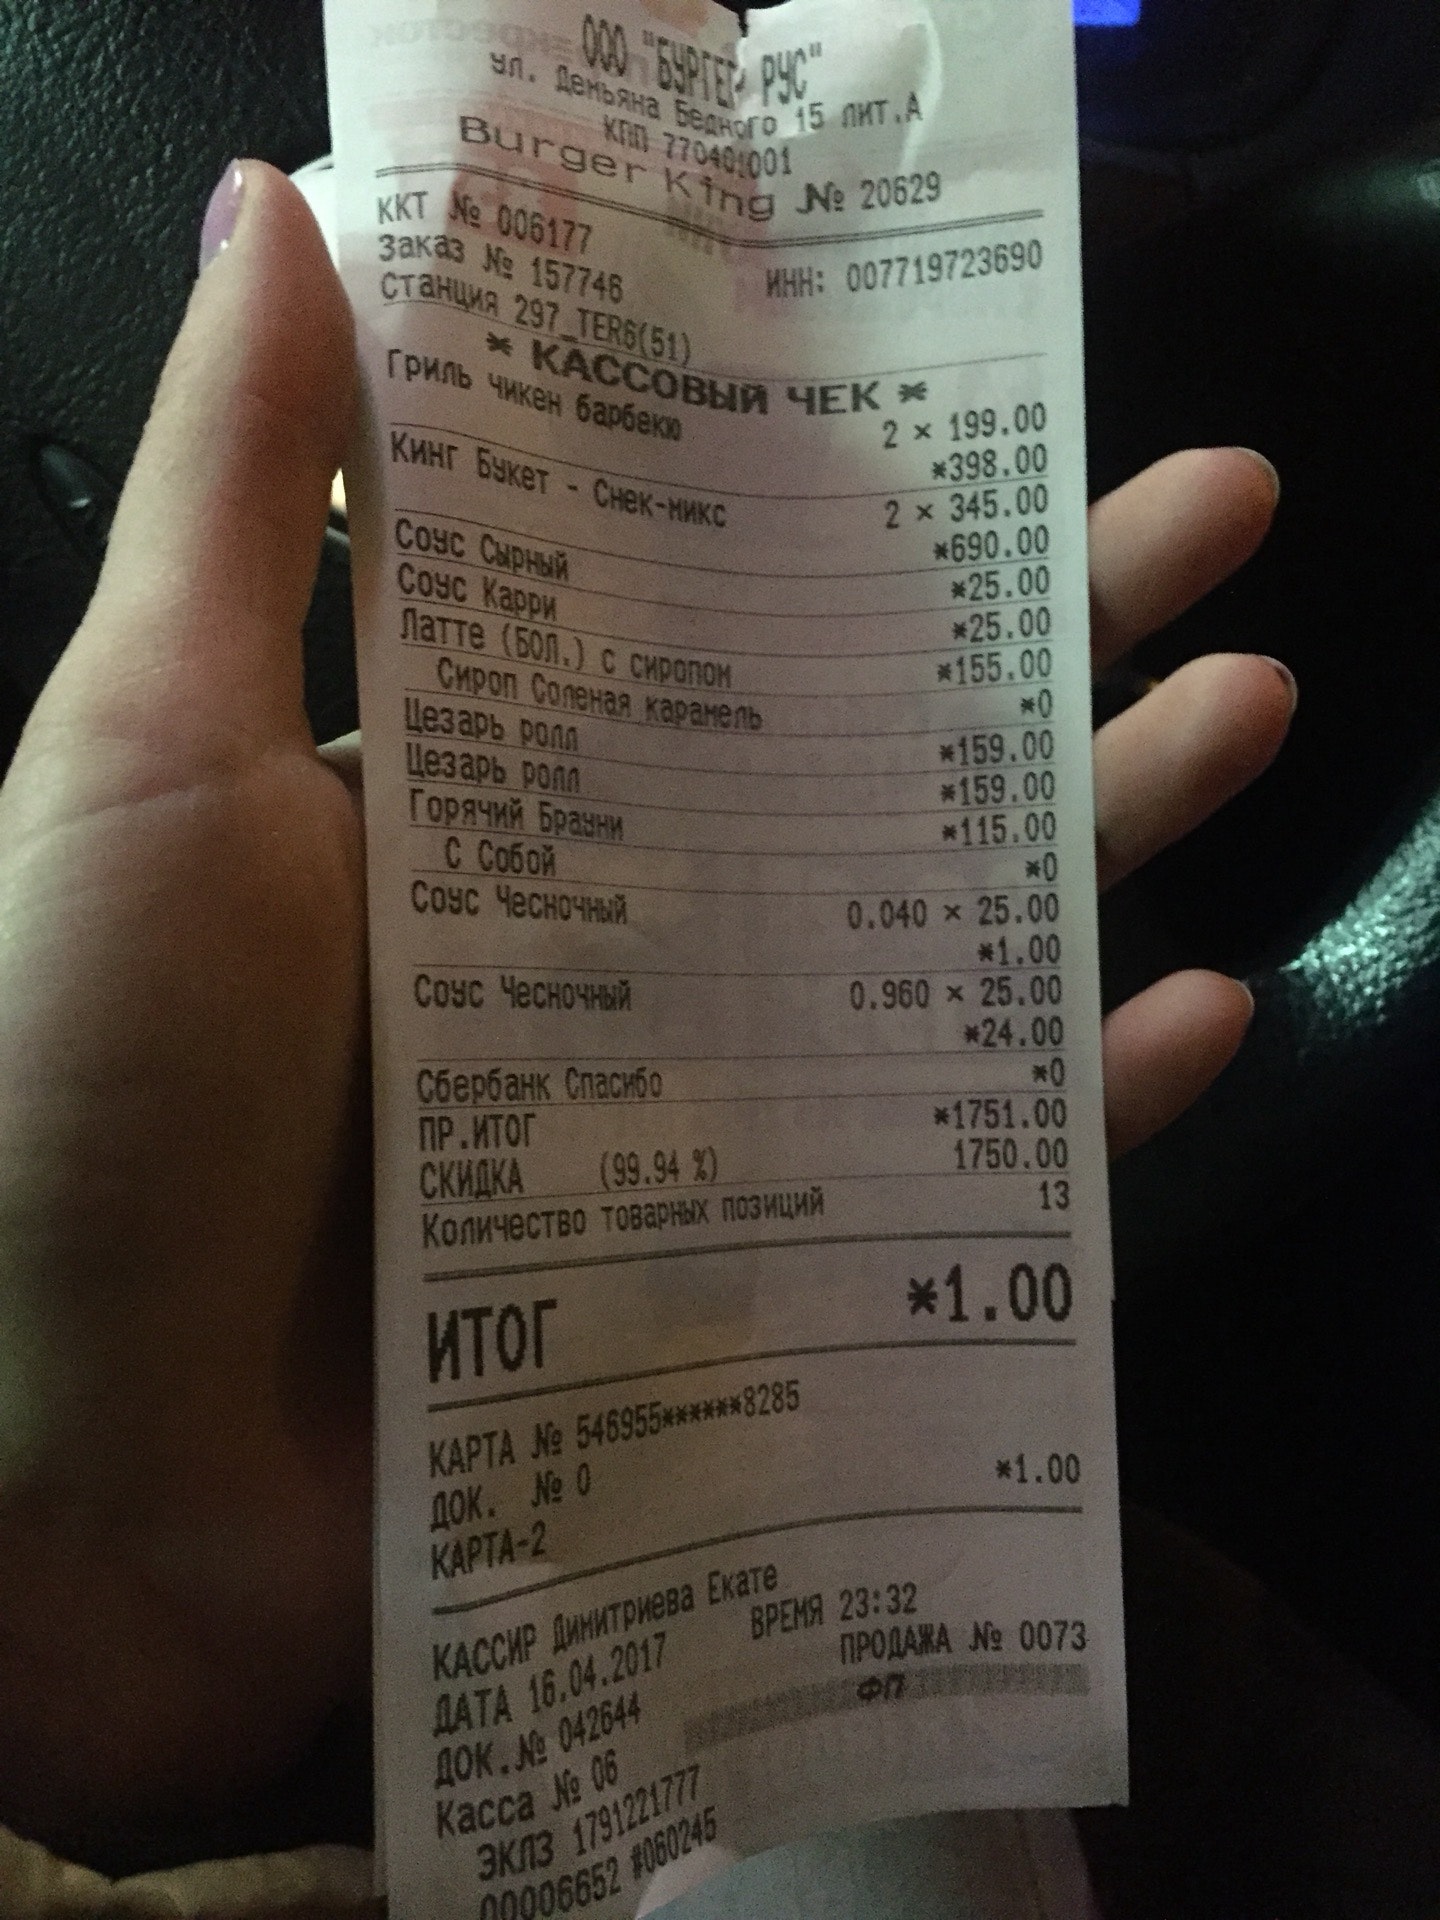 ООО "БУРГЕР РУС"
ул. Демьяна Бедного 15 лит.А
КПП 770401001
Burger King № 20629
ККТ № 006177
ИНН: 007719723690
Заказ № 157746
Станция 297_TER6(51)
* КАССОВЫЙ ЧЕК *
Гриль чикен барбекю 2 × 199.00
*398.00
Кинг Букет - Снек-микс 2 × 345.00
*690.00
Соус Сырный *25.00
Соус Карри *25.00
Латте (БОЛ.) с сиропом *155.00
Сироп Соленая карамель *0
Цезарь ролл *159.00
Цезарь ролл *159.00
Горячий Брауни *115.00
С Собой *0
Соус Чесночный 0.040 × 25.00
*1.00
Соус Чесночный 0.960 × 25.00
*24.00
Сбербанк Спасибо *0
ПР.ИТОГ *1751.00
СКИДКА (99.94 %) 1750.00
Количество товарных позиций 13
ИТОГ *1.00
КАРТА № 546955******8285
ДОК. № 0
КАРТА-2 *1.00
КАССИР Димитриева Екате
ДАТА 16.04.2017 ВРЕМЯ 23:32
ДОК.№ 042644 ПРОДАЖА № 0073
Касса № 06 ФП
ЭКЛЗ 1791221777
00006652 #060245